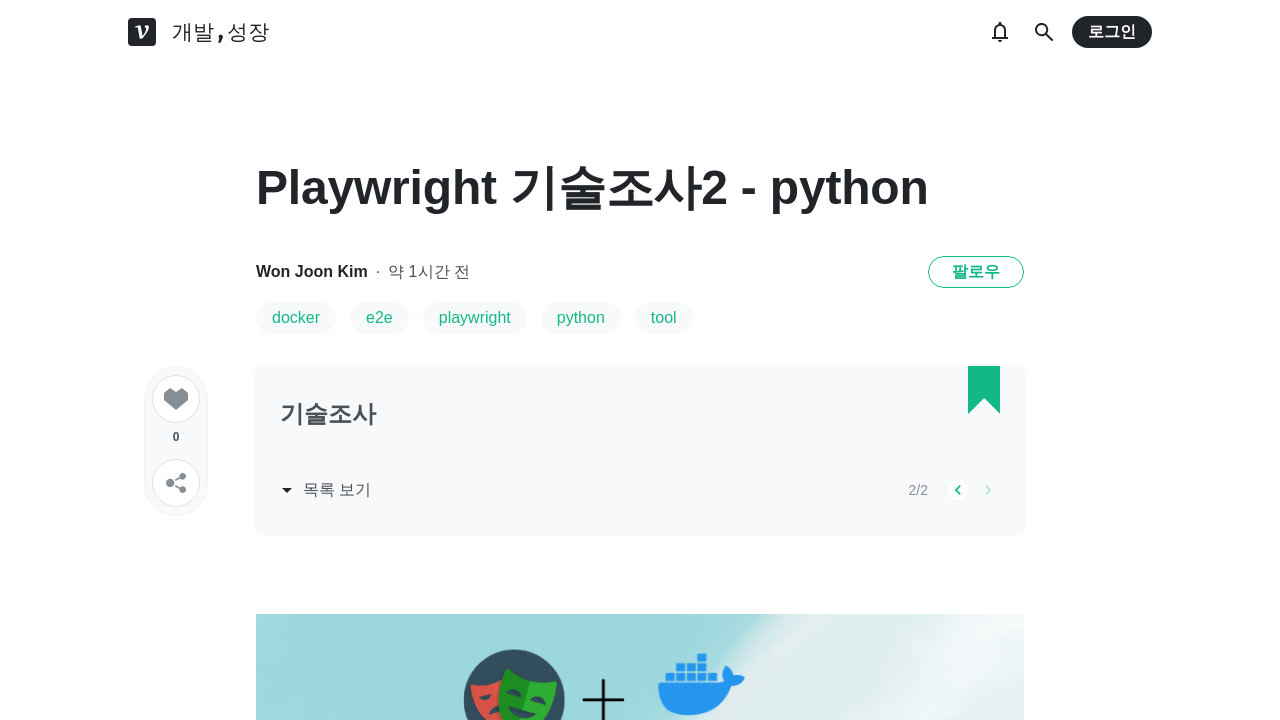 v 개발,성장
로그인
Playwright 기술조사2 - python
Won Joon Kim · 약 1시간 전
팔로우
docker e2e playwright python tool
0
기술조사
목록 보기
2/2